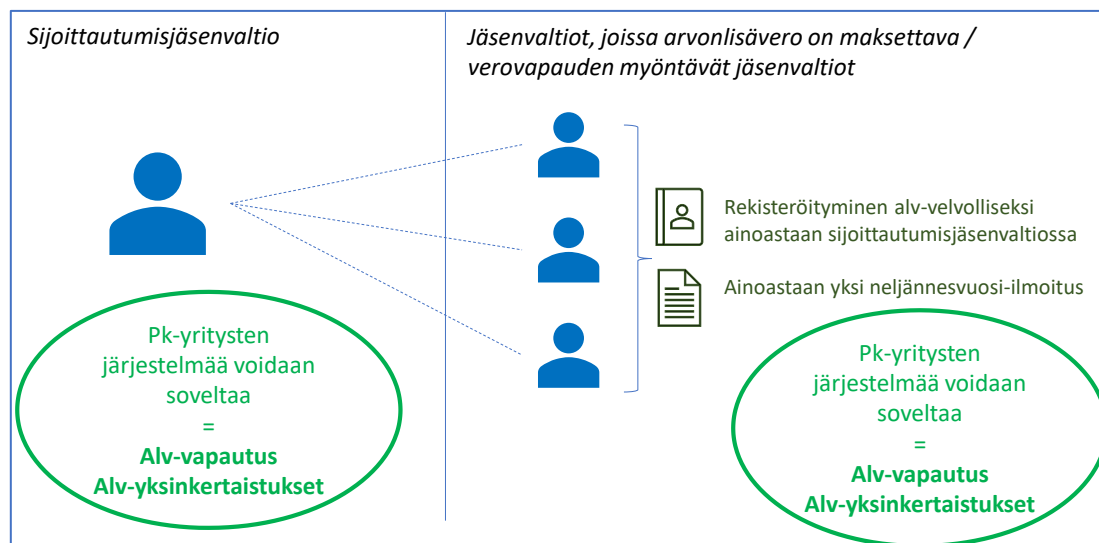 Sijoittautumisjäsenvaltio
Jäsenvaltiot, joissa arvonlisävero on maksettava /
verovapauden myöntävät jäsenvaltiot
Rekisteröityminen alv-velvolliseksi
ainoastaan sijoittautumisjäsenvaltiossa
Ainoastaan yksi neljännesvuosi-ilmoitus
Pk-yritysten
järjestelmää voidaan
soveltaa
=
Alv-vapautus
Alv-yksinkertaistukset
Pk-yritysten
järjestelmää voidaan
soveltaa
=
Alv-vapautus
Alv-yksinkertaistukset